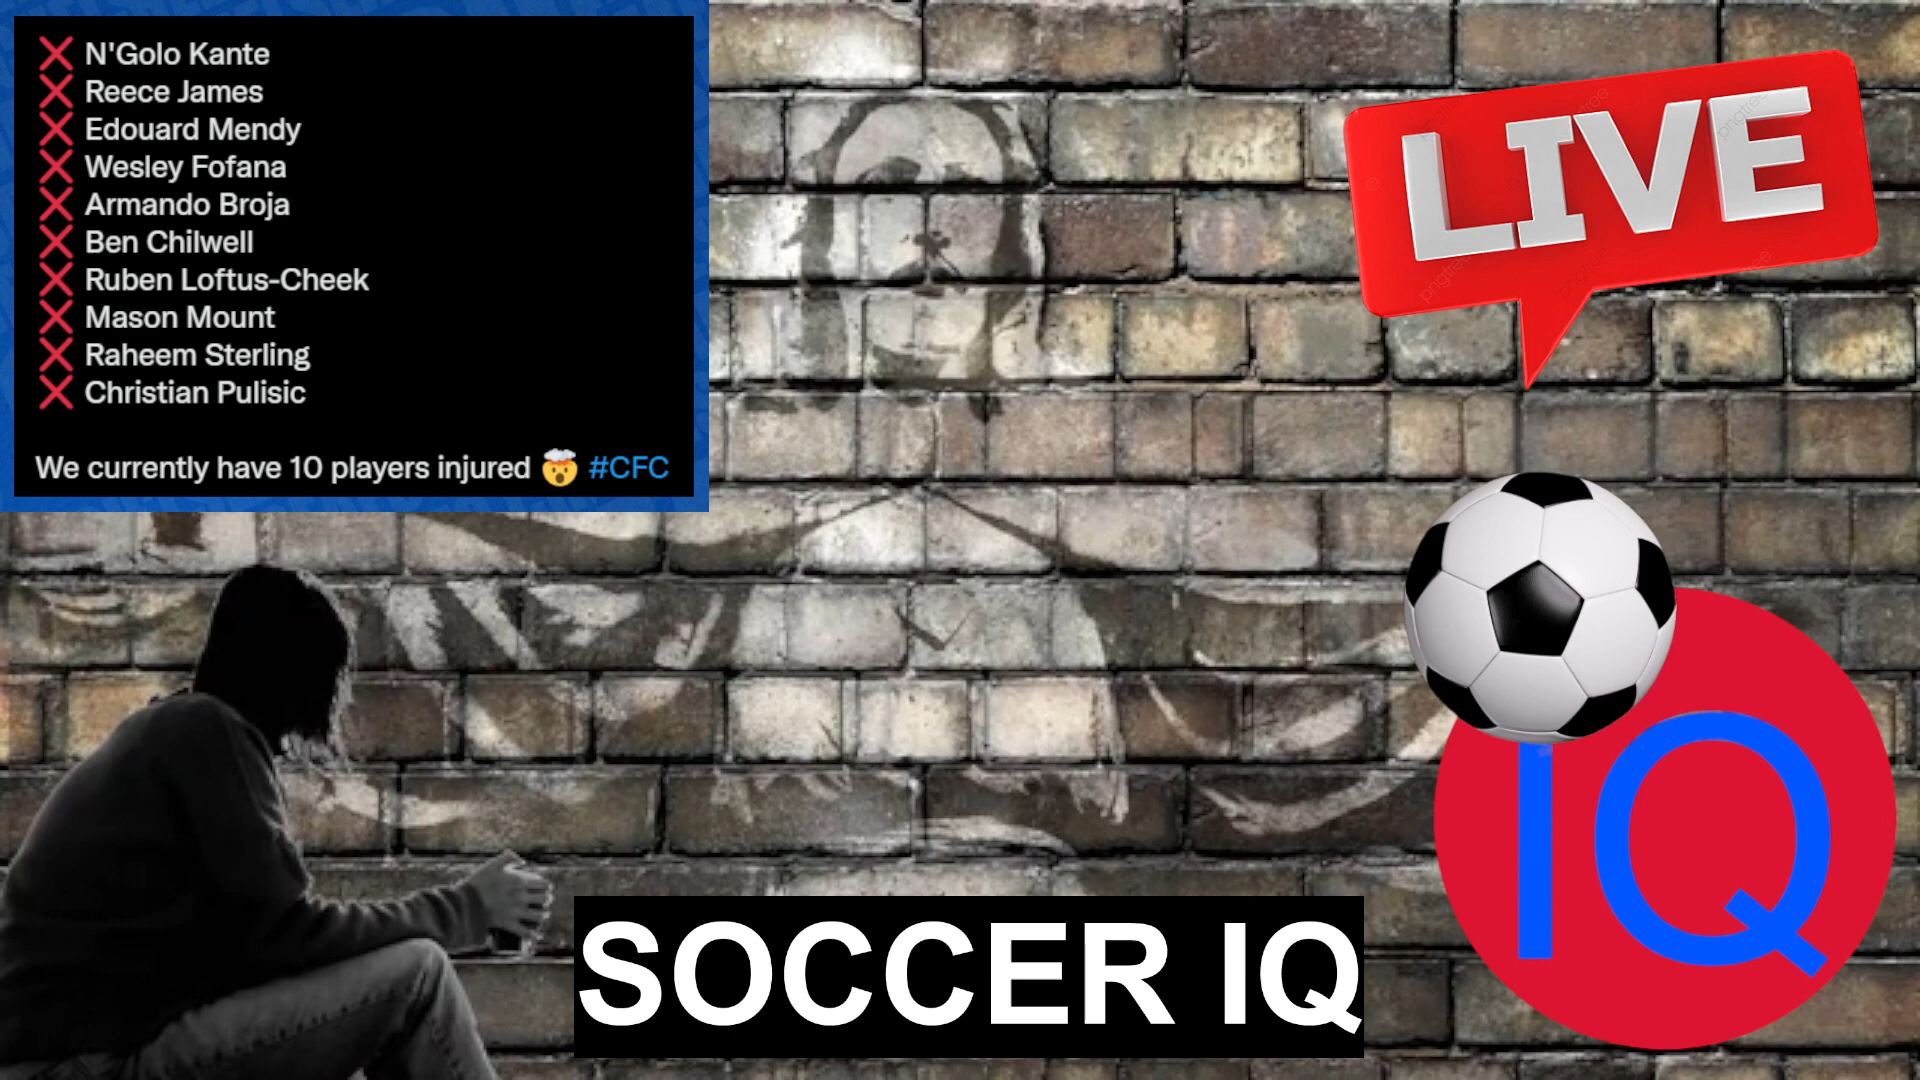 ❌ N'Golo Kante
❌ Reece James
❌ Edouard Mendy
❌ Wesley Fofana
❌ Armando Broja
❌ Ben Chilwell
❌ Ruben Loftus-Cheek
❌ Mason Mount
❌ Raheem Sterling
❌ Christian Pulisic
We currently have 10 players injured 🤯 #CFC
LIVE
IQ
SOCCER IQ